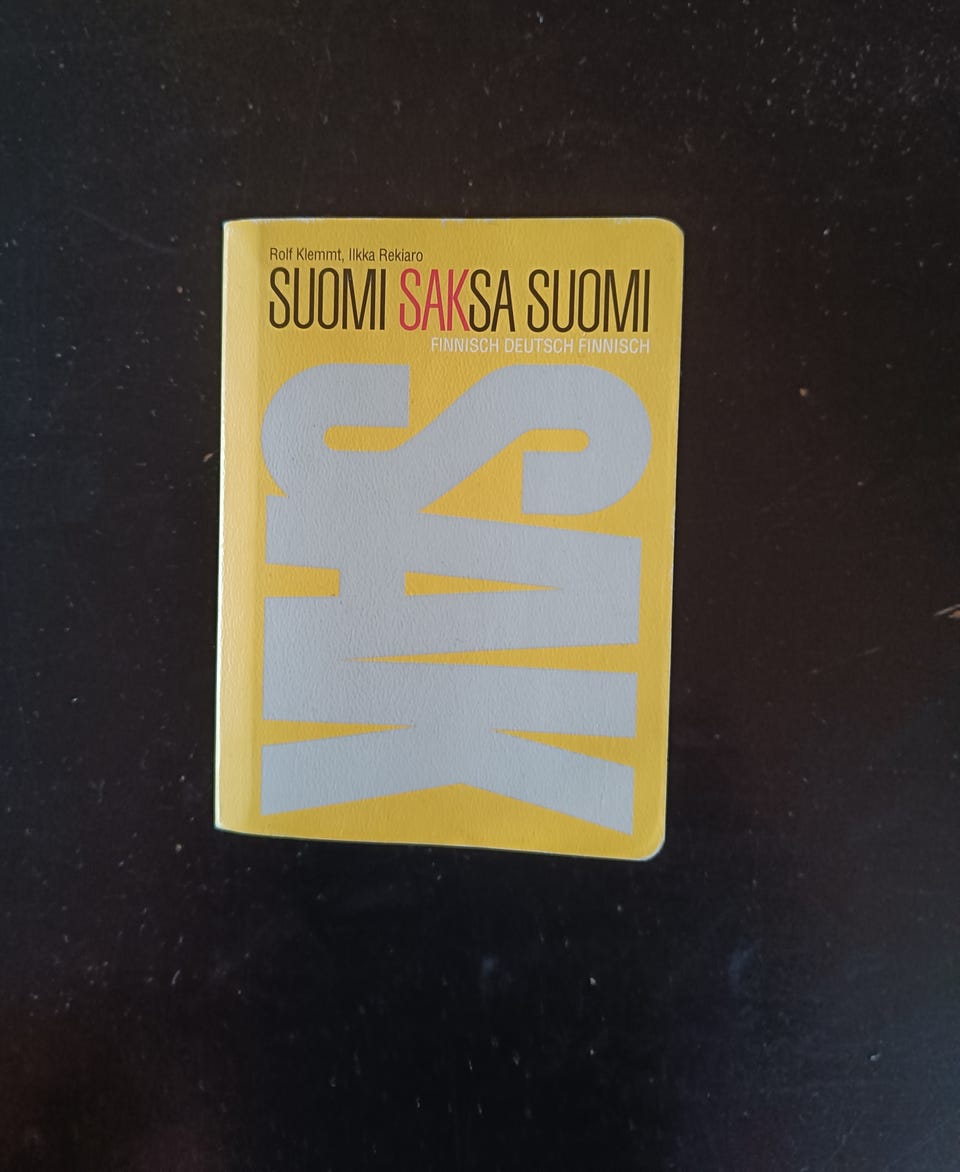 Rolf Klemmt, Ilkka Rekiaro
SUOMI SAKSA SUOMI
FINNISCH DEUTSCH FINNISCH
SAK